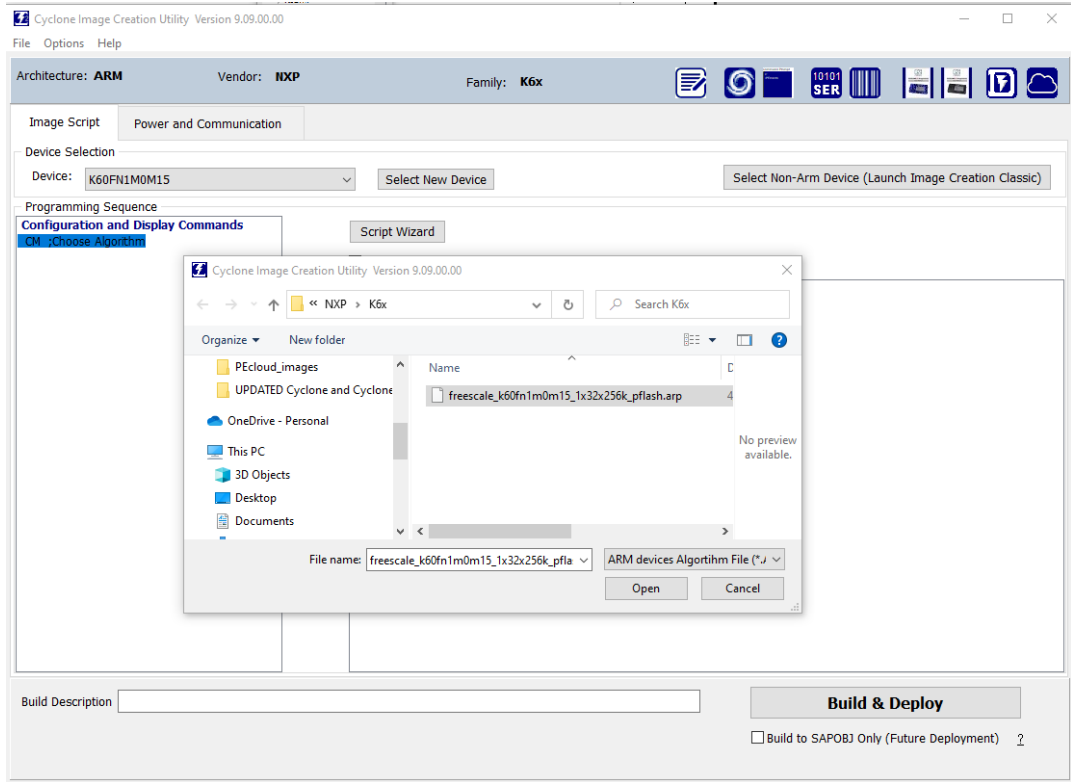 Cyclone Image Creation Utility Version 9.09.00.00
File Options Help
Architecture: ARM Vendor: NXP Family: K6x
10101
SER
Image Script Power and Communication
Device Selection
Device: K60FN1M0M15 Select New Device Select Non-Arm Device (Launch Image Creation Classic)
Programming Sequence
Configuration and Display Commands
CM ;Choose Algorithm
Script Wizard
Cyclone Image Creation Utility Version 9.09.00.00
« NXP › K6x Search K6x
Organize New folder
PEcloud_images
UPDATED Cyclone and Cyclone
OneDrive - Personal
This PC
3D Objects
Desktop
Documents
Name D
freescale_k60fn1m0m15_1x32x256k_pflash.arp 4
No preview
available.
File name: freescale_k60fn1m0m15_1x32x256k_pfla ARM devices Algortihm File (*.
Open Cancel
Build Description
Build & Deploy
Build to SAPOBJ Only (Future Deployment) ?